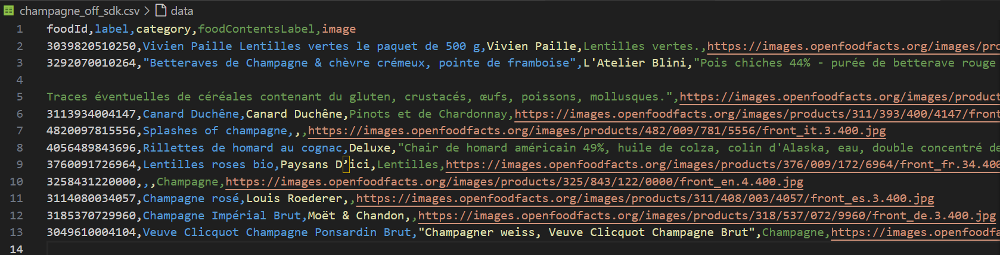 champagne_off_sdk.csv > data
1 foodId,label,category,foodContentsLabel,image
2 3039820510250,Vivien Paille Lentilles vertes le paquet de 500 g,Vivien Paille,Lentilles vertes.,https://images.openfoodfacts.org/images/pro
3 3292070010264,"Betteraves de Champagne & chèvre crémeux, pointe de framboise",L'Atelier Blini,"Pois chiches 44% - purée de betterave rouge
4
5 Traces éventuelles de céréales contenant du gluten, crustacés, œufs, poissons, mollusques.",https://images.openfoodfacts.org/images/product
6 3113934004147,Canard Duchêne,Canard Duchêne,Pinots et de Chardonnay,https://images.openfoodfacts.org/images/products/311/393/400/4147/front
7 4820097815556,Splashes of champagne,,,https://images.openfoodfacts.org/images/products/482/009/781/5556/front_it.3.400.jpg
8 4056489843696,Rillettes de homard au cognac,Deluxe,"Chair de homard américain 49%, huile de colza, colin d'Alaska, eau, double concentré de
9 3760091726964,Lentilles roses bio,Paysans D’ici,Lentilles,https://images.openfoodfacts.org/images/products/376/009/172/6964/front_fr.34.400
10 3258431220000,,,Champagne,https://images.openfoodfacts.org/images/products/325/843/122/0000/front_en.4.400.jpg
11 3114080034057,Champagne rosé,Louis Roederer,,https://images.openfoodfacts.org/images/products/311/408/003/4057/front_es.3.400.jpg
12 3185370729960,Champagne Impérial Brut,Moët & Chandon,,https://images.openfoodfacts.org/images/products/318/537/072/9960/front_de.3.400.jpg
13 3049610004104,Veuve Clicquot Champagne Ponsardin Brut,"Champagner weiss, Veuve Clicquot Champagne Brut",Champagne,https://images.openfoodfa
14